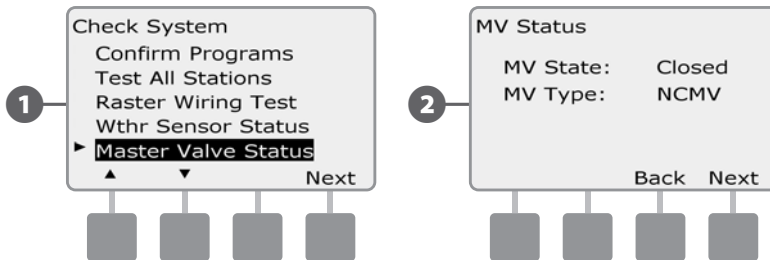 1
Check System
Confirm Programs
Test All Stations
Raster Wiring Test
Wthr Sensor Status
► Master Valve Status
▲ ▼ Next
2
MV Status
MV State: Closed
MV Type: NCMV
Back Next